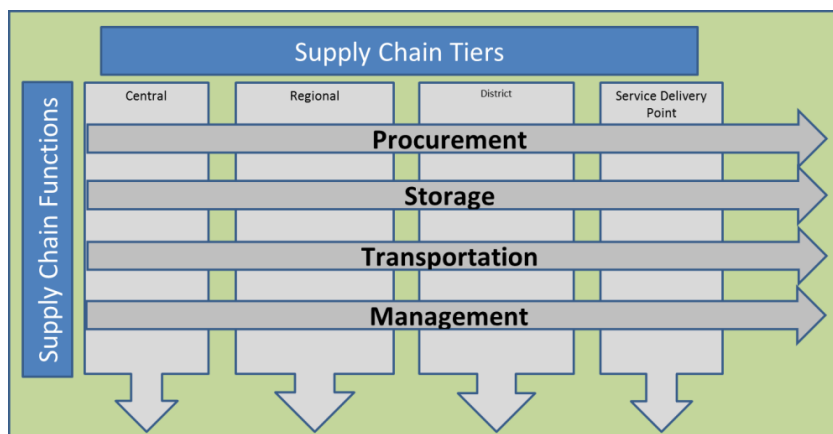 Supply Chain Tiers
Supply Chain Functions
Central
Regional
District
Service Delivery
Point
Procurement
Storage
Transportation
Management